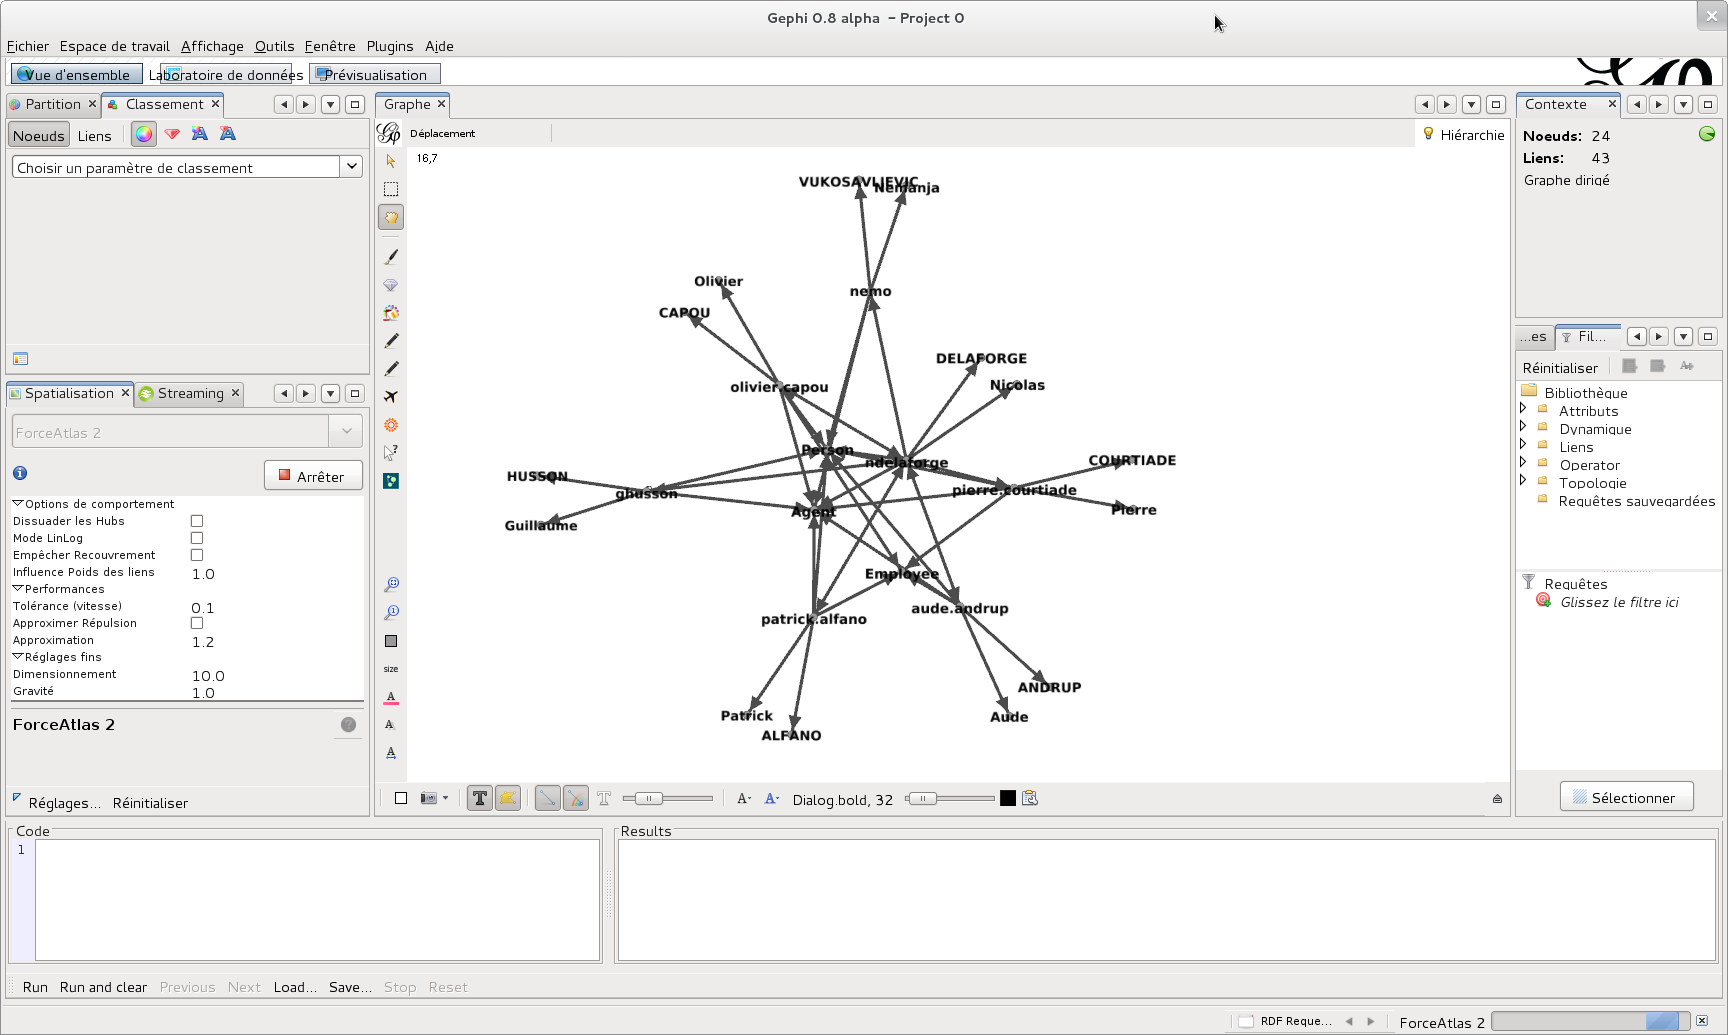 Gephi 0.8 alpha - Project 0
Fichier Espace de travail Affichage Outils Fenêtre Plugins Aide
Vue d'ensemble Laboratoire de données Prévisualisation
Partition Classement
Noeuds Liens
Choisir un paramètre de classement
Spatialisation Streaming
ForceAtlas 2
Arrêter
Options de comportement
Dissuader les Hubs
Mode LinLog
Empêcher Recouvrement
Influence Poids des liens 1.0
Performances
Tolérance (vitesse) 0.1
Approximer Répulsion
Approximation 1.2
Réglages fins
Dimensionnement 10.0
Gravité 1.0
ForceAtlas 2
Réglages... Réinitialiser
Graphe
Déplacement
Hiérarchie
16,7
VUKOSAVLJEVIC
Nemanja
Olivier
nemo
CAPOU
DELAFORGE
Nicolas
olivier.capou
Person
ndelaforge
COURTIADE
HUSSON
ghusson
pierre.courtiade
Agent
Pierre
Guillaume
Employee
aude.andrup
patrick.alfano
ANDRUP
Patrick
Aude
ALFANO
size
Dialog.bold, 32
Contexte
Noeuds: 24
Liens: 43
Graphe dirigé
...es Fil...
Réinitialiser
Bibliothèque
Attributs
Dynamique
Liens
Operator
Topologie
Requêtes sauvegardées
Requêtes
Glissez le filtre ici
Sélectionner
Code
1
Results
Run Run and clear Previous Next Load... Save... Stop Reset
RDF Reque... ForceAtlas 2